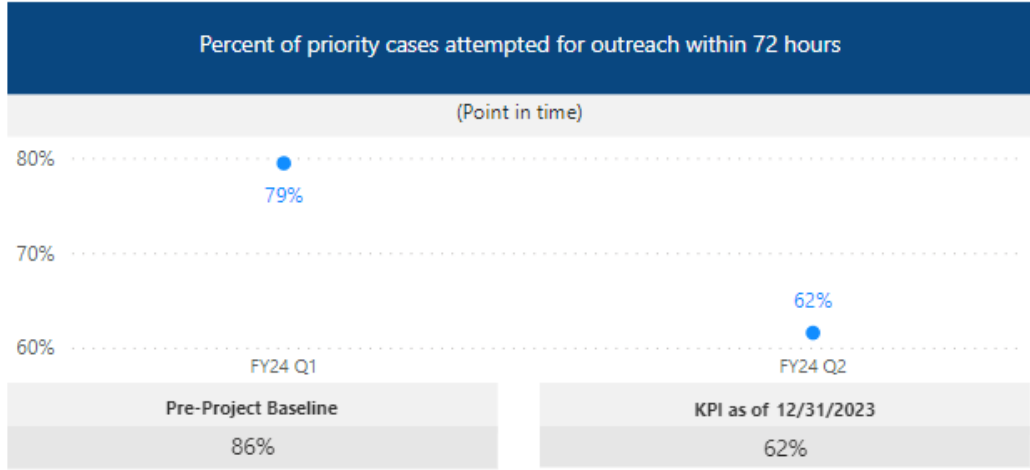 Percent of priority cases attempted for outreach within 72 hours
(Point in time)
80%
79%
70%
62%
60%
FY24 Q1 FY24 Q2
Pre-Project Baseline KPI as of 12/31/2023
86% 62%